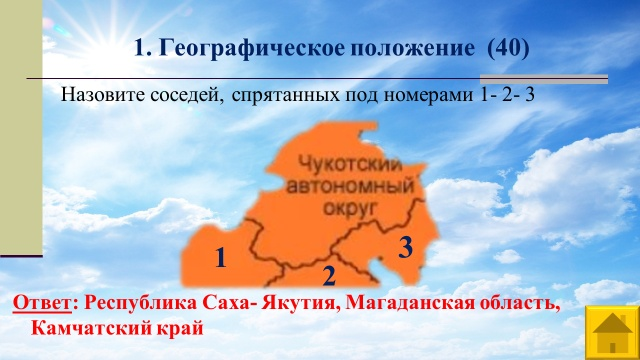 1. Географическое положение (40)
Назовите соседей, спрятанных под номерами 1- 2- 3
Чукотский
автономный
округ
1
2
3
Ответ: Республика Саха- Якутия, Магаданская область,
Камчатский край